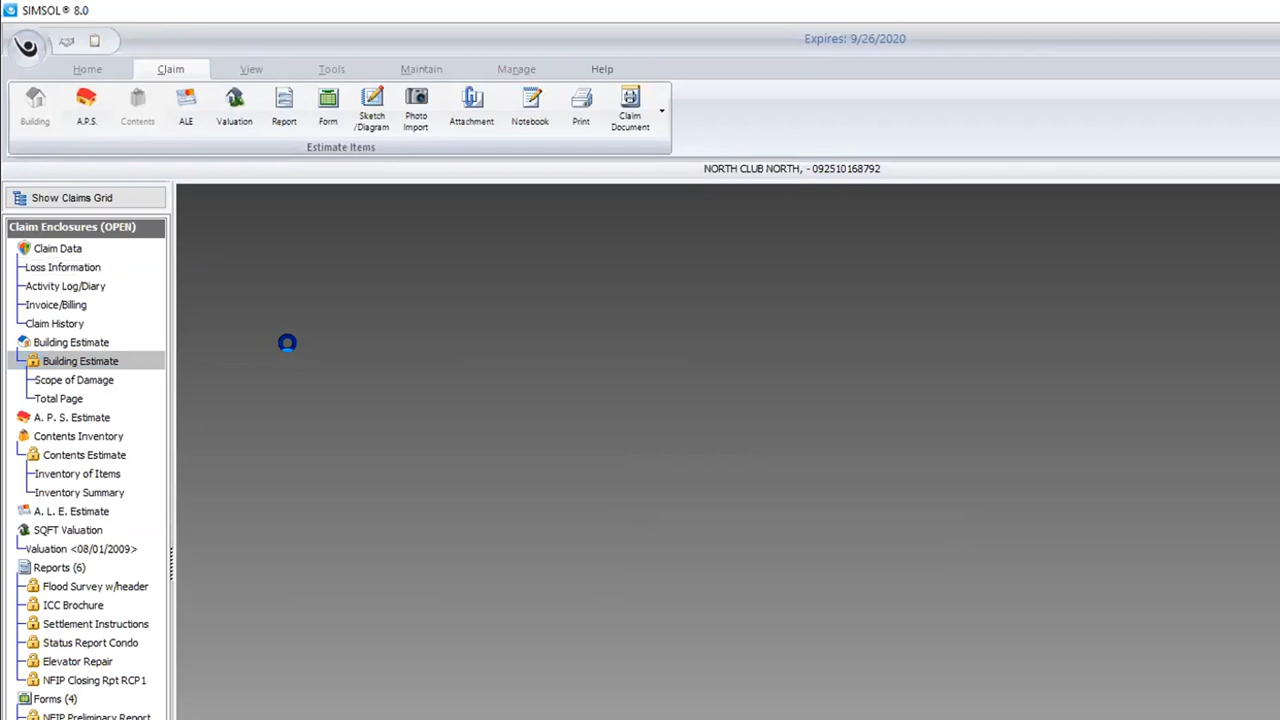 SIMSOL® 8.0
Expires: 9/26/2020
Home Claim View Tools Maintain Manage Help
Building A.P.S. Contents ALE Valuation Report Form Sketch /Diagram Photo Import Attachment Notebook Print Claim Document
Estimate Items
NORTH CLUB NORTH, - 092510168792
Show Claims Grid
Claim Enclosures (OPEN)
Claim Data
Loss Information
Activity Log/Diary
Invoice/Billing
Claim History
Building Estimate
Building Estimate
Scope of Damage
Total Page
A. P. S. Estimate
Contents Inventory
Contents Estimate
Inventory of Items
Inventory Summary
A. L. E. Estimate
SQFT Valuation
Valuation <08/01/2009>
Reports (6)
Flood Survey w/header
ICC Brochure
Settlement Instructions
Status Report Condo
Elevator Repair
NFIP Closing Rpt RCP1
Forms (4)
NFIP Preliminary Report